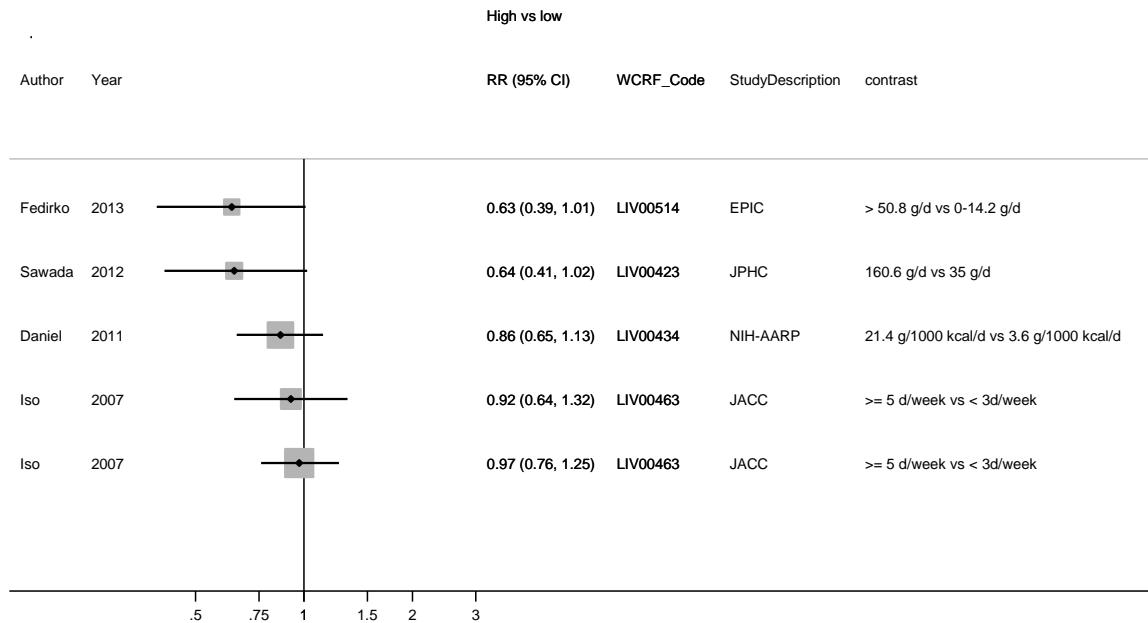 High vs low
.
Author Year RR (95% CI) WCRF_Code StudyDescription contrast
Fedirko 2013 0.63 (0.39, 1.01) LIV00514 EPIC > 50.8 g/d vs 0-14.2 g/d
Sawada 2012 0.64 (0.41, 1.02) LIV00423 JPHC 160.6 g/d vs 35 g/d
Daniel 2011 0.86 (0.65, 1.13) LIV00434 NIH-AARP 21.4 g/1000 kcal/d vs 3.6 g/1000 kcal/d
Iso 2007 0.92 (0.64, 1.32) LIV00463 JACC >= 5 d/week vs < 3d/week
Iso 2007 0.97 (0.76, 1.25) LIV00463 JACC >= 5 d/week vs < 3d/week
.5 .75 1 1.5 2 3